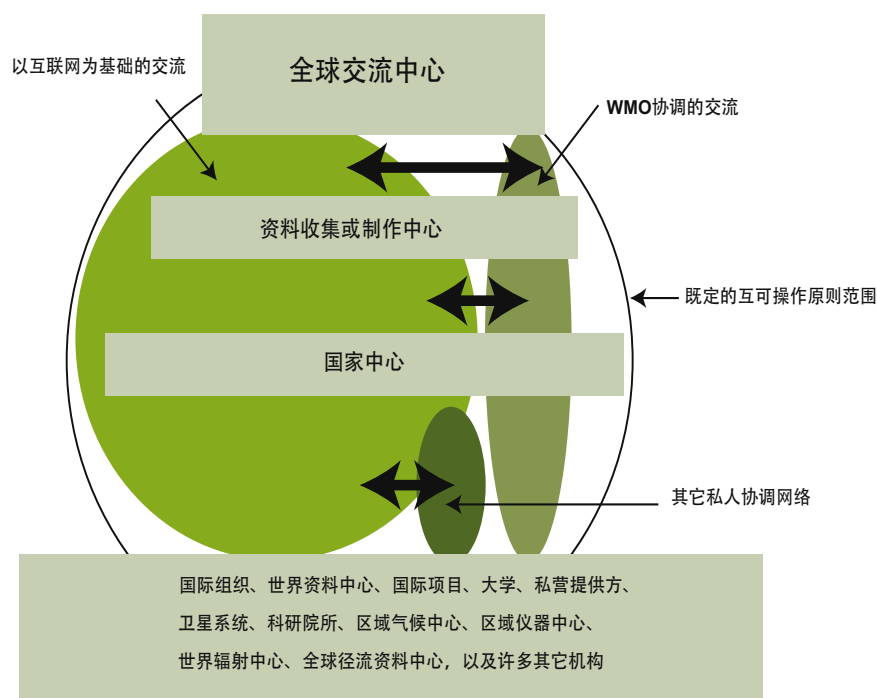 全球交流中心
以互联网为基础的交流
WMO协调的交流
资料收集或制作中心
既定的互可操作原则范围
国家中心
其它私人协调网络
国际组织、世界资料中心、国际项目、大学、私营提供方、
卫星系统、科研院所、区域气候中心、区域仪器中心、
世界辐射中心、全球径流资料中心，以及许多其它机构